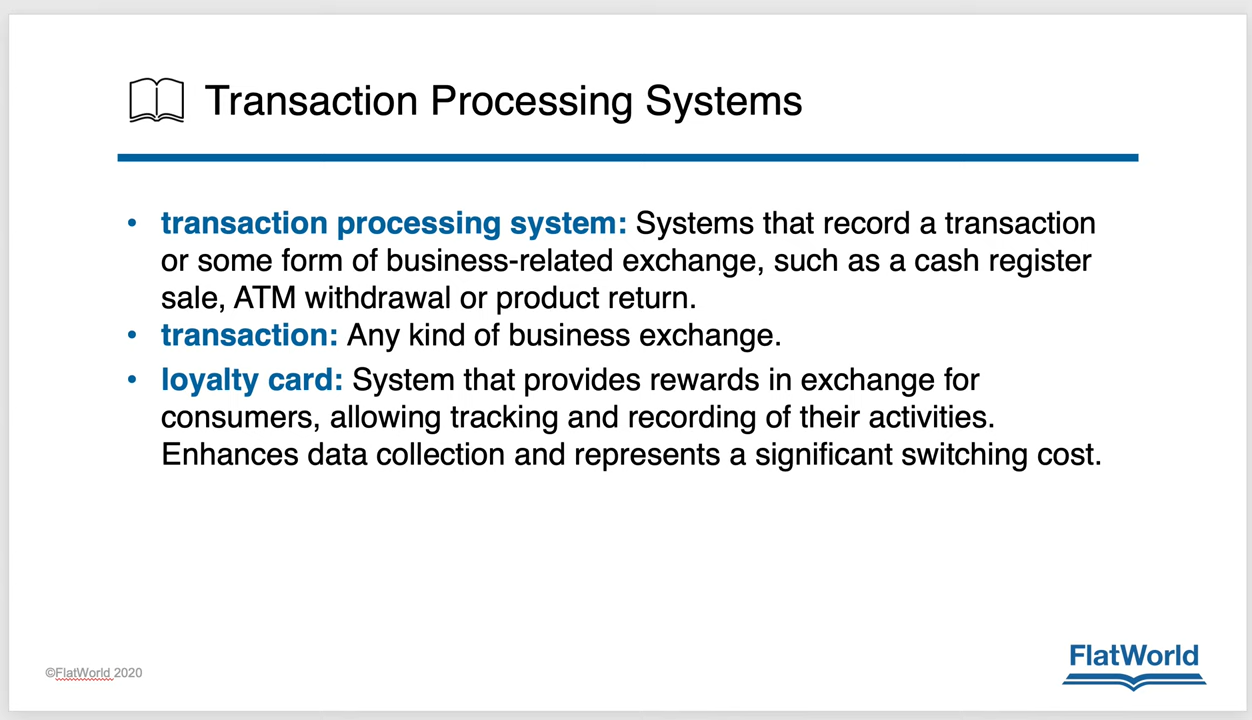 Transaction Processing Systems
• transaction processing system: Systems that record a transaction
or some form of business-related exchange, such as a cash register
sale, ATM withdrawal or product return.
• transaction: Any kind of business exchange.
• loyalty card: System that provides rewards in exchange for
consumers, allowing tracking and recording of their activities.
Enhances data collection and represents a significant switching cost.
©FlatWorld 2020
FlatWorld